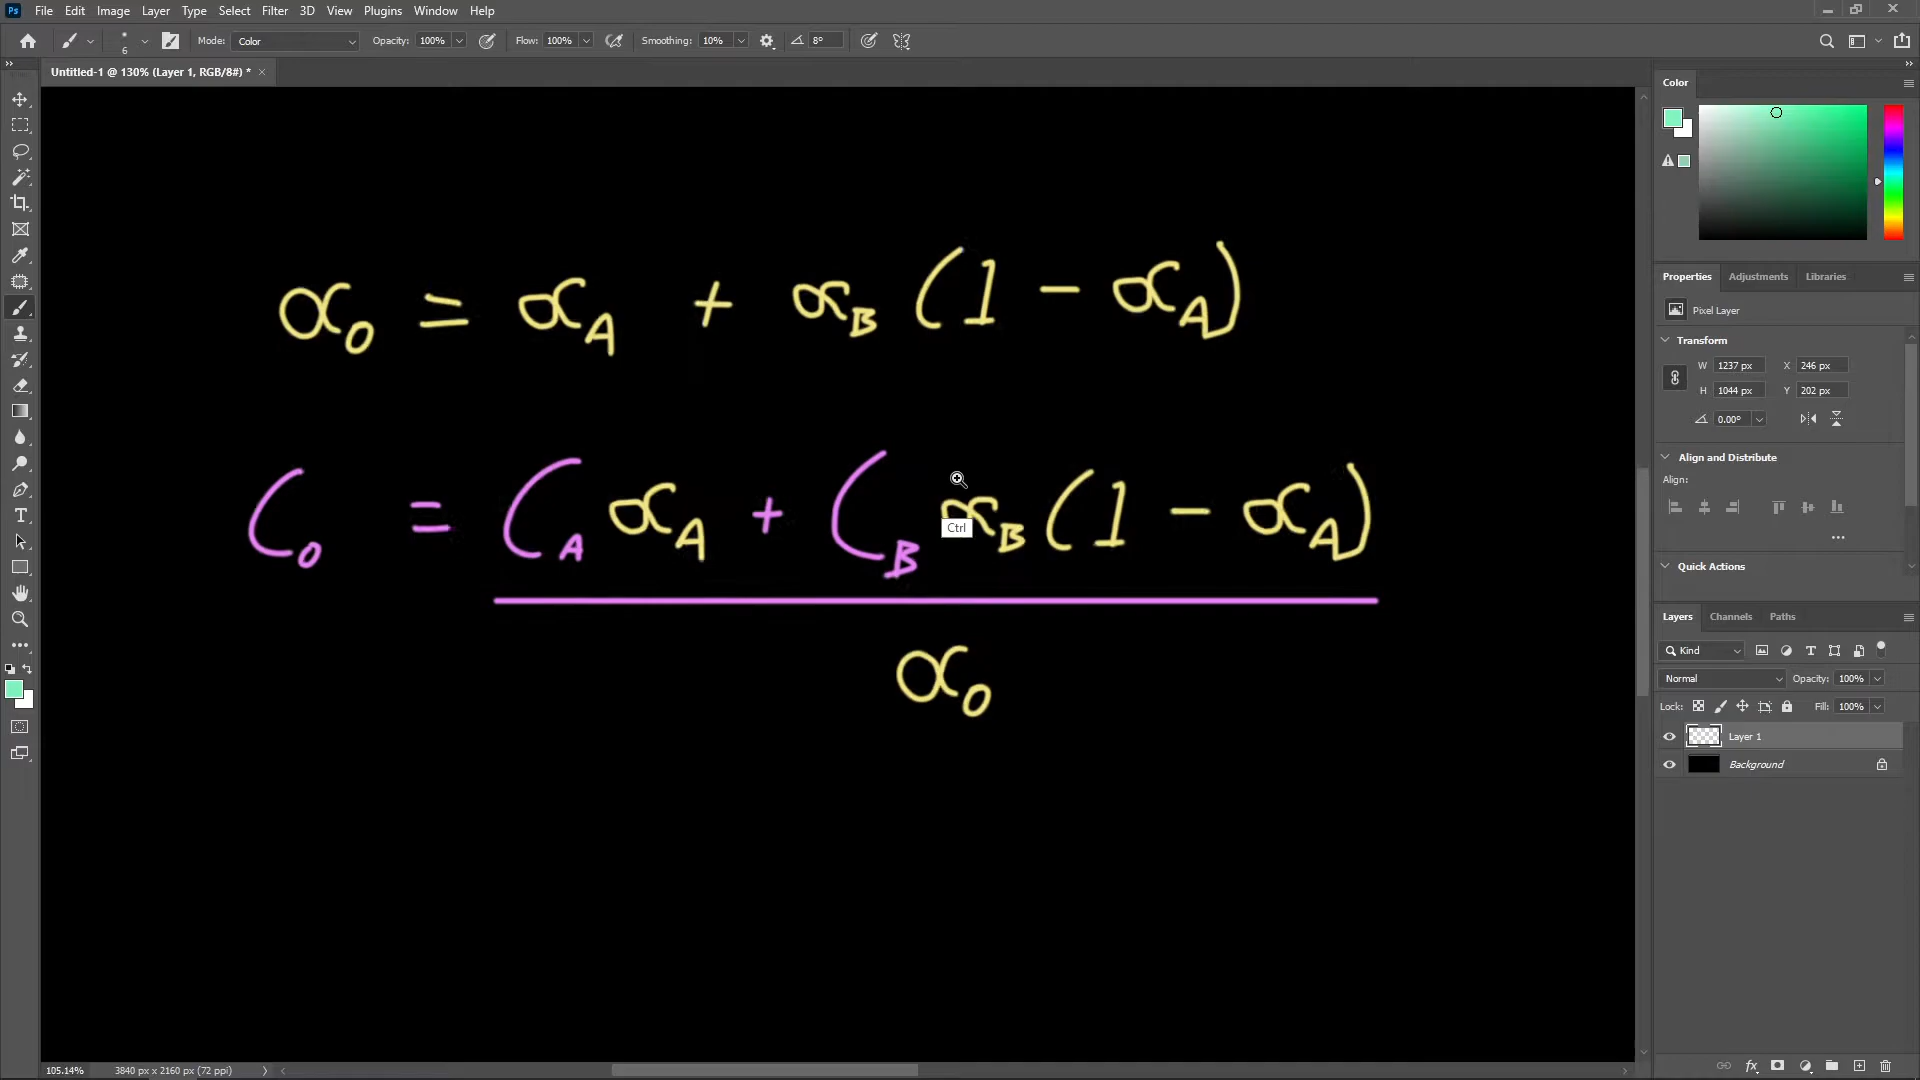 Ps File Edit Image Layer Type Select Filter 3D View Plugins Window Help
6 Mode: Color Opacity: 100% Flow: 100% Smoothing: 10% 8°
Untitled-1 @ 130% (Layer 1, RGB/8#) * ×
α₀ = α_A + α_B (1 - α_A)
C₀ = C_A α_A + C_B α_B (1 - α_A)
α₀
Ctrl
T
105.14% 3840 px x 2160 px (72 ppi)
Color
Properties Adjustments Libraries
Pixel Layer
Transform
W 1237 px X 246 px
H 1044 px Y 202 px
0.00°
Align and Distribute
Align:
Quick Actions
Layers Channels Paths
Kind
Normal Opacity: 100%
Lock: Fill: 100%
Layer 1
Background
fx